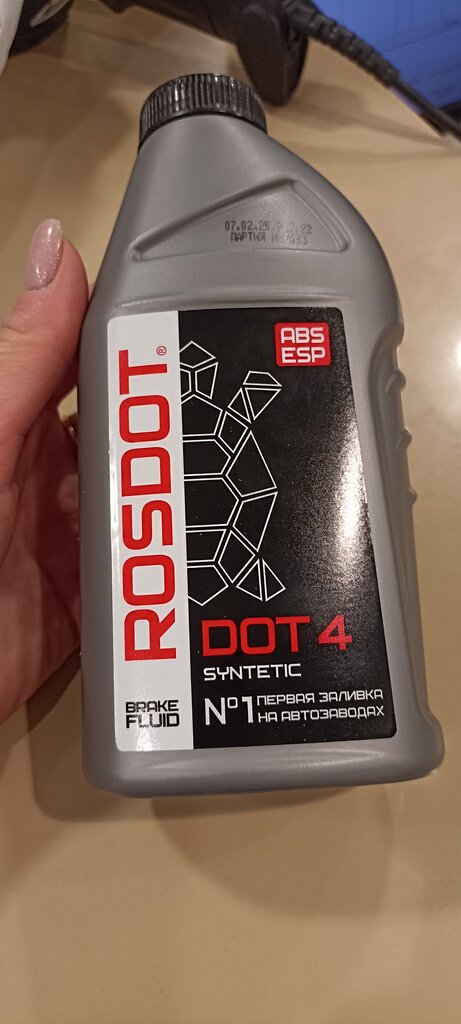 ПАРТИЯ
ABS
ESP
ROSDOT®
DOT 4
SYNTETIC
BRAKE
FLUID
№1 ПЕРВАЯ ЗАЛИВКА
НА АВТОЗАВОДАХ